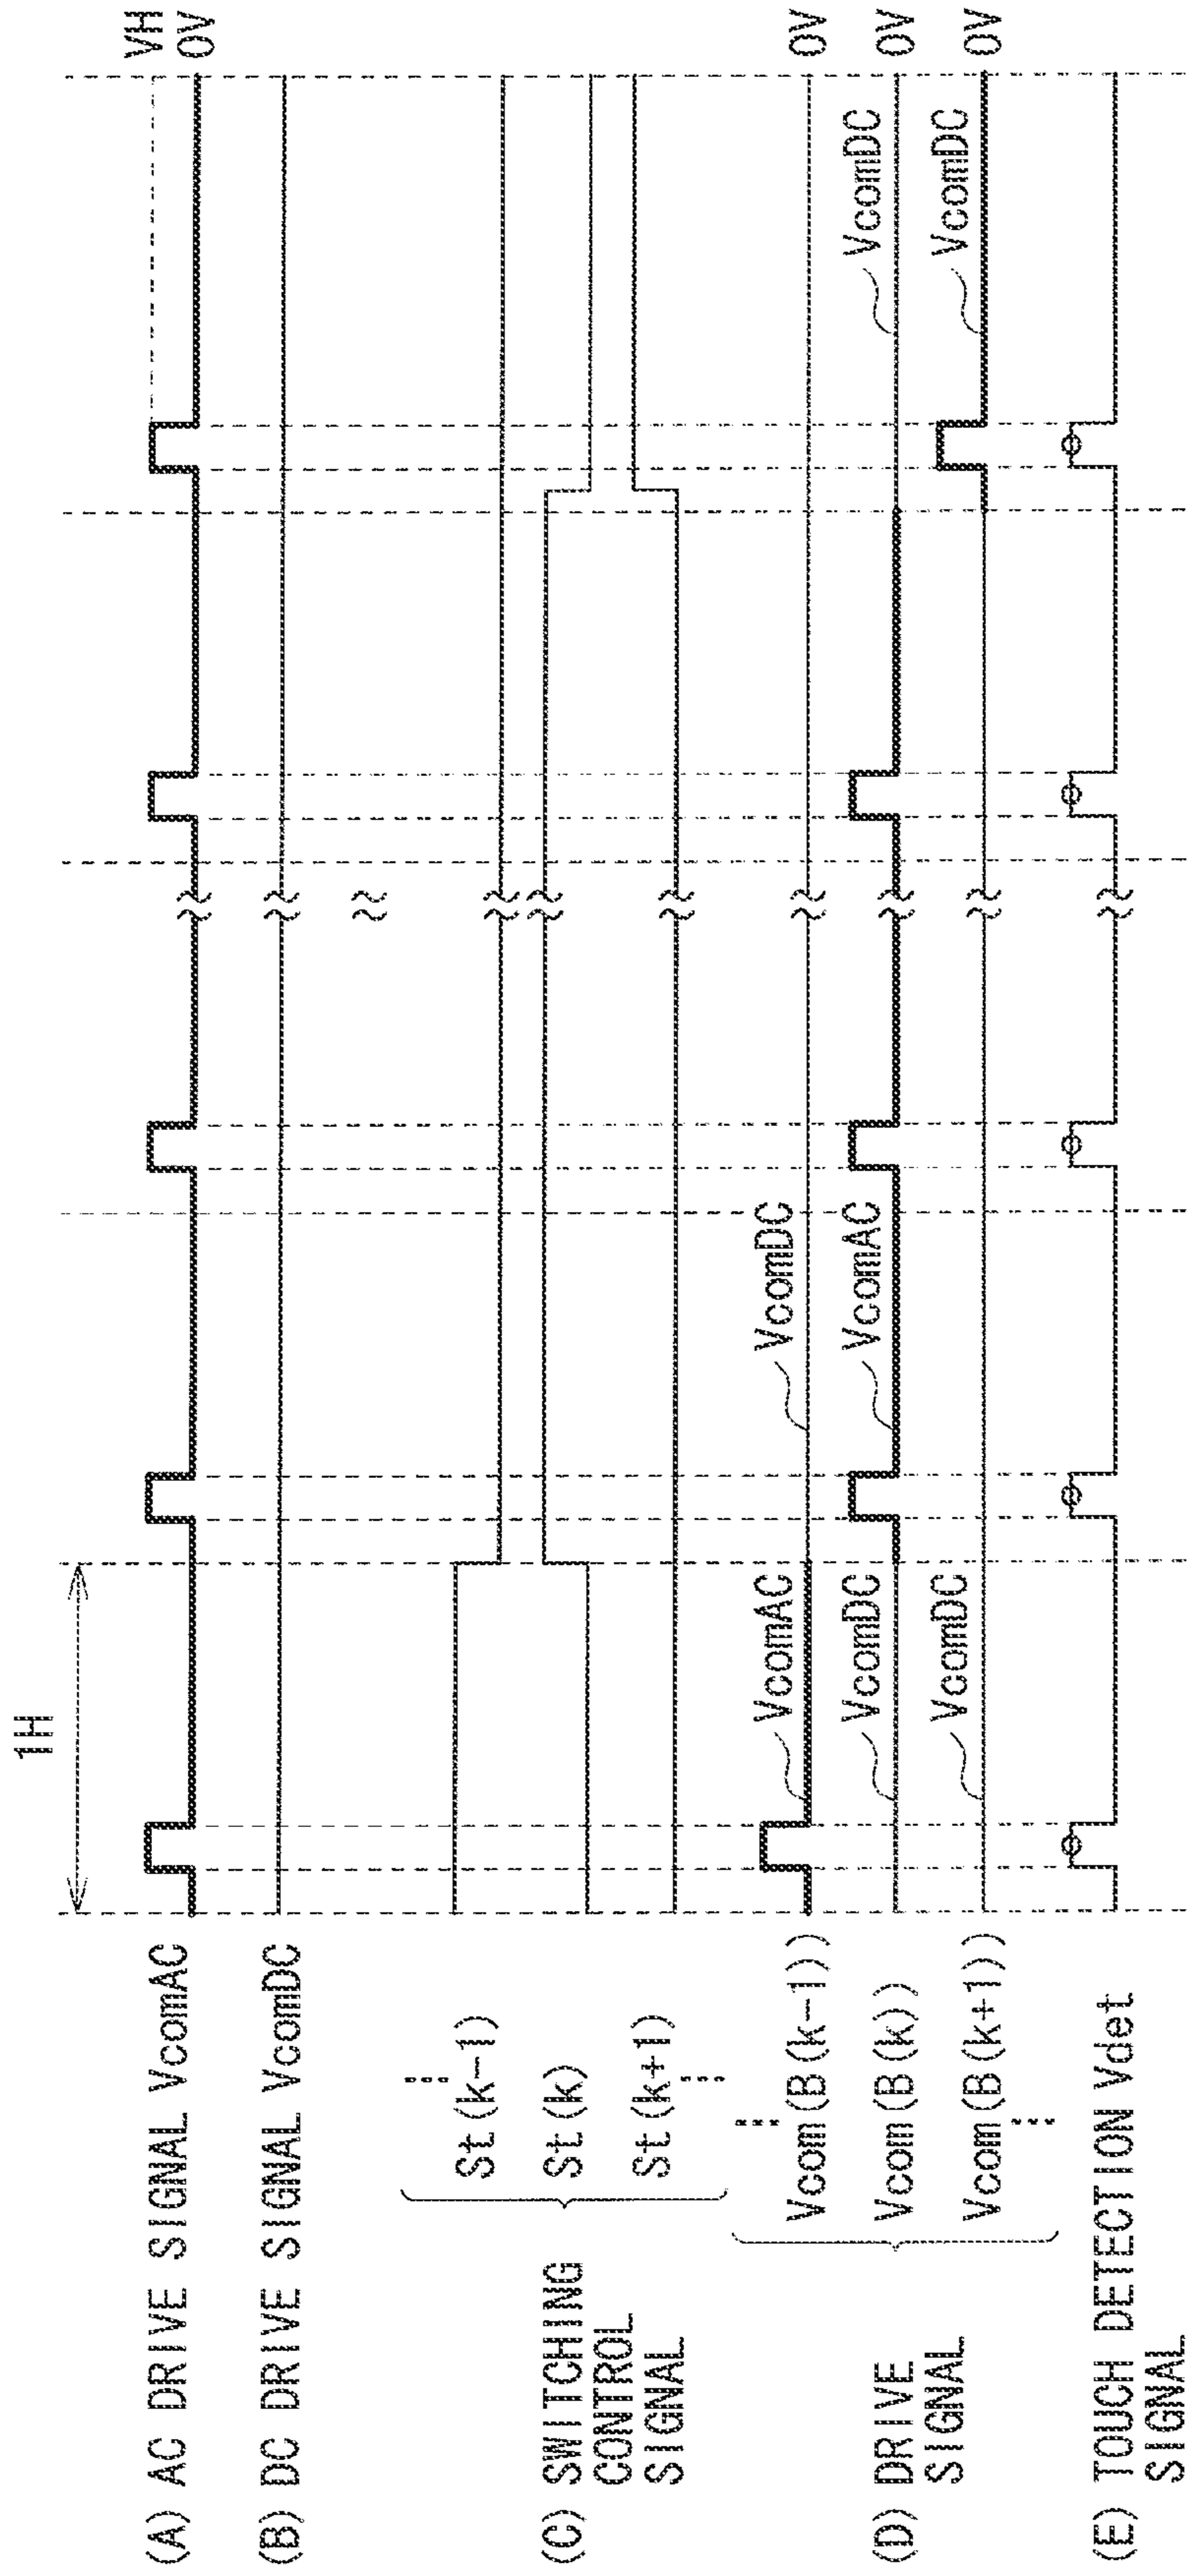 1H
VH
0V
(A) AC DRIVE SIGNAL VcomAC
(B) DC DRIVE SIGNAL VcomDC
(C) SWITCHING
CONTROL
SIGNAL
St(k-1)
St(k)
St(k+1)
(D) DRIVE
SIGNAL
Vcom(B(k-1))
VcomAC
VcomDC
0V
Vcom(B(k))
VcomDC
VcomAC
VcomDC
0V
Vcom(B(k+1))
VcomDC
VcomDC
0V
(E) TOUCH DETECTION Vdet
SIGNAL